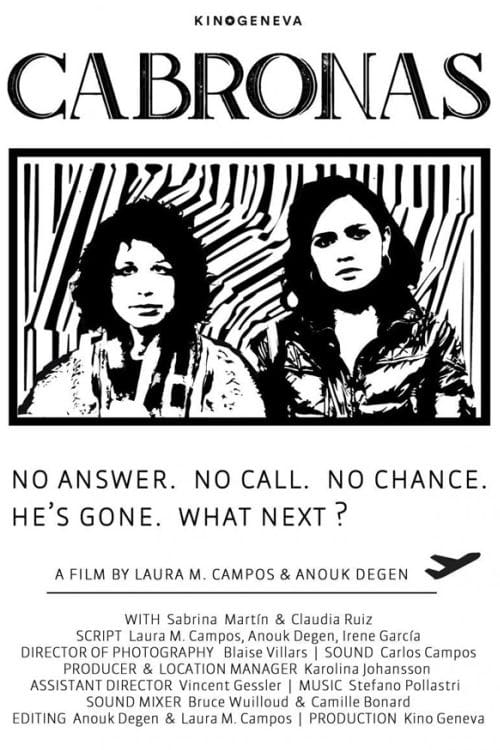 KINOGENEVA
CABRONAS
NO ANSWER. NO CALL. NO CHANCE.
HE'S GONE. WHAT NEXT ?
A FILM BY LAURA M. CAMPOS & ANOUK DEGEN
WITH Sabrina Martín & Claudia Ruiz
SCRIPT Laura M. Campos, Anouk Degen, Irene García
DIRECTOR OF PHOTOGRAPHY Blaise Villars | SOUND Carlos Campos
PRODUCER & LOCATION MANAGER Karolina Johansson
ASSISTANT DIRECTOR Vincent Gessler | MUSIC Stefano Pollastri
SOUND MIXER Bruce Wuilloud & Camille Bonard
EDITING Anouk Degen & Laura M. Campos | PRODUCTION Kino Geneva